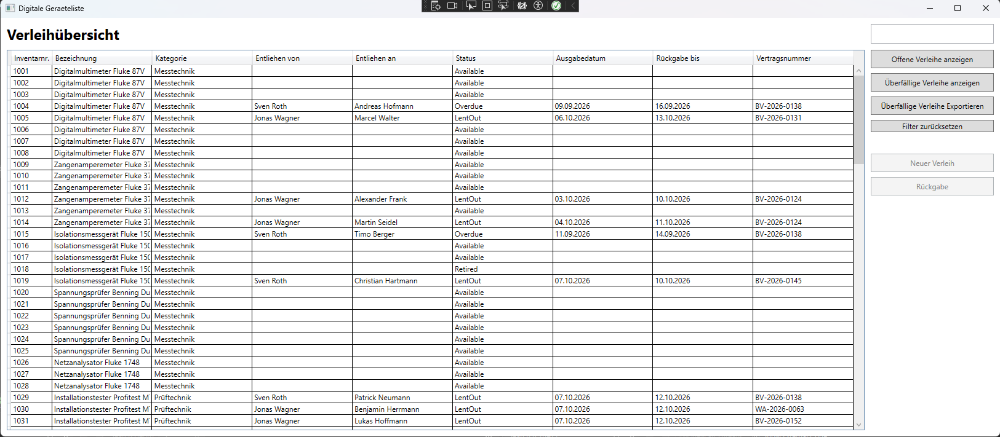 Digitale Geraeteliste
Verleihübersicht
Inventarnr. Bezeichnung Kategorie Entliehen von Entliehen an Status Ausgabedatum Rückgabe bis Vertragsnummer
1001 Digitalmultimeter Fluke 87V Messtechnik Available
1002 Digitalmultimeter Fluke 87V Messtechnik Available
1003 Digitalmultimeter Fluke 87V Messtechnik Available
1004 Digitalmultimeter Fluke 87V Messtechnik Sven Roth Andreas Hofmann Overdue 09.09.2026 16.09.2026 BV-2026-0138
1005 Digitalmultimeter Fluke 87V Messtechnik Jonas Wagner Marcel Walter LentOut 06.10.2026 13.10.2026 BV-2026-0131
1006 Digitalmultimeter Fluke 87V Messtechnik Available
1007 Digitalmultimeter Fluke 87V Messtechnik Available
1008 Digitalmultimeter Fluke 87V Messtechnik Available
1009 Zangenamperemeter Fluke 37 Messtechnik Available
1010 Zangenamperemeter Fluke 37 Messtechnik Available
1011 Zangenamperemeter Fluke 37 Messtechnik Available
1012 Zangenamperemeter Fluke 37 Messtechnik Jonas Wagner Alexander Frank LentOut 03.10.2026 10.10.2026 BV-2026-0124
1013 Zangenamperemeter Fluke 37 Messtechnik Available
1014 Zangenamperemeter Fluke 37 Messtechnik Jonas Wagner Martin Seidel LentOut 04.10.2026 11.10.2026 BV-2026-0124
1015 Isolationsmessgerät Fluke 150 Messtechnik Sven Roth Timo Berger Overdue 11.09.2026 14.09.2026 BV-2026-0138
1016 Isolationsmessgerät Fluke 150 Messtechnik Available
1017 Isolationsmessgerät Fluke 150 Messtechnik Available
1018 Isolationsmessgerät Fluke 150 Messtechnik Retired
1019 Isolationsmessgerät Fluke 150 Messtechnik Sven Roth Christian Hartmann LentOut 07.10.2026 10.10.2026 BV-2026-0145
1020 Spannungsprüfer Benning Du Messtechnik Available
1021 Spannungsprüfer Benning Du Messtechnik Available
1022 Spannungsprüfer Benning Du Messtechnik Available
1023 Spannungsprüfer Benning Du Messtechnik Available
1024 Spannungsprüfer Benning Du Messtechnik Available
1025 Spannungsprüfer Benning Du Messtechnik Available
1026 Netzanalysator Fluke 1748 Messtechnik Available
1027 Netzanalysator Fluke 1748 Messtechnik Available
1028 Netzanalysator Fluke 1748 Messtechnik Available
1029 Installationstester Profitest M Prüftechnik Sven Roth Patrick Neumann LentOut 07.10.2026 12.10.2026 BV-2026-0138
1030 Installationstester Profitest M Prüftechnik Jonas Wagner Benjamin Herrmann LentOut 07.10.2026 12.10.2026 WA-2026-0063
1031 Installationstester Profitest M Prüftechnik Jonas Wagner Lukas Hoffmann LentOut 07.10.2026 12.10.2026 BV-2026-0152
Offene Verleihe anzeigen
Überfällige Verleihe anzeigen
Überfällige Verleihe Exportieren
Filter zurücksetzen
Neuer Verleih
Rückgabe